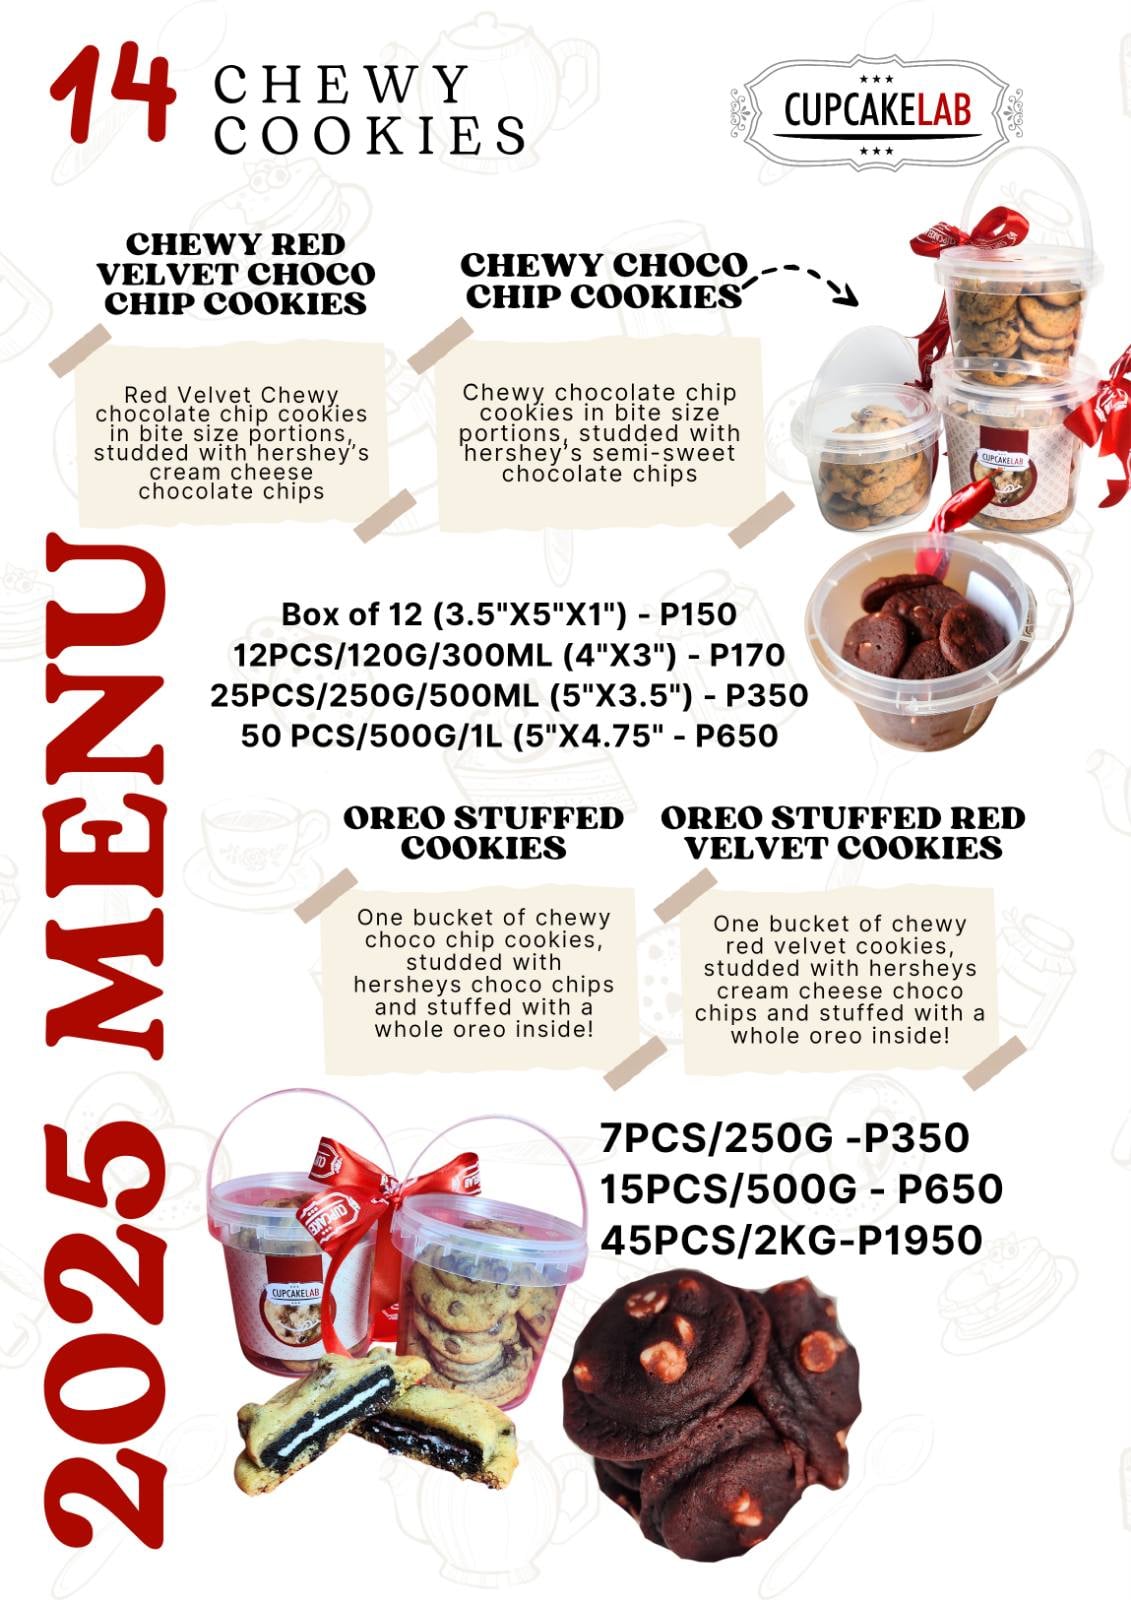 14
CHEWY
COOKIES
★★★
CUPCAKELAB
★★★
CHEWY RED
VELVET CHOCO
CHIP COOKIES
Red Velvet Chewy
chocolate chip cookies
in bite size portions,
studded with hershey's
cream cheese
chocolate chips
CHEWY CHOCO
CHIP COOKIES
Chewy chocolate chip
cookies in bite size
portions, studded with
hershey's semi-sweet
chocolate chips
CUPCAKELAB
Box of 12 (3.5"X5"X1") - P150
12PCS/120G/300ML (4"X3") - P170
25PCS/250G/500ML (5"X3.5") - P350
50 PCS/500G/1L (5"X4.75" - P650
OREO STUFFED
COOKIES
One bucket of chewy
choco chip cookies,
studded with
hersheys choco chips
and stuffed with a
whole oreo inside!
OREO STUFFED RED
VELVET COOKIES
One bucket of chewy
red velvet cookies,
studded with hersheys
cream cheese choco
chips and stuffed with a
whole oreo inside!
7PCS/250G -P350
15PCS/500G - P650
45PCS/2KG-P1950
CUPCAKELAB
2025 MENU